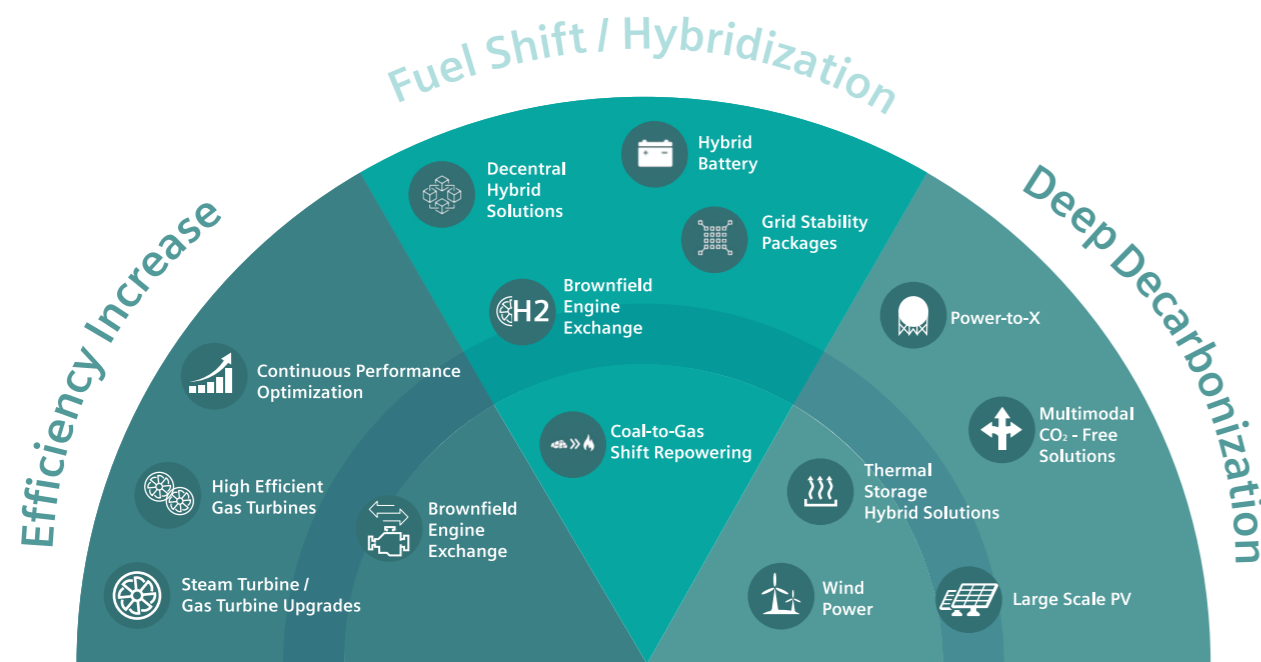 Fuel Shift / Hybridization
Efficiency Increase
Deep Decarbonization
Decentral
Hybrid
Solutions
Hybrid
Battery
Grid Stability
Packages
H2
Brownfield
Engine
Exchange
Coal-to-Gas
Shift Repowering
Continuous Performance
Optimization
High Efficient
Gas Turbines
Brownfield
Engine
Exchange
Steam Turbine /
Gas Turbine Upgrades
Power-to-X
Multimodal
CO₂ - Free
Solutions
Thermal
Storage
Hybrid Solutions
Wind
Power
Large Scale PV